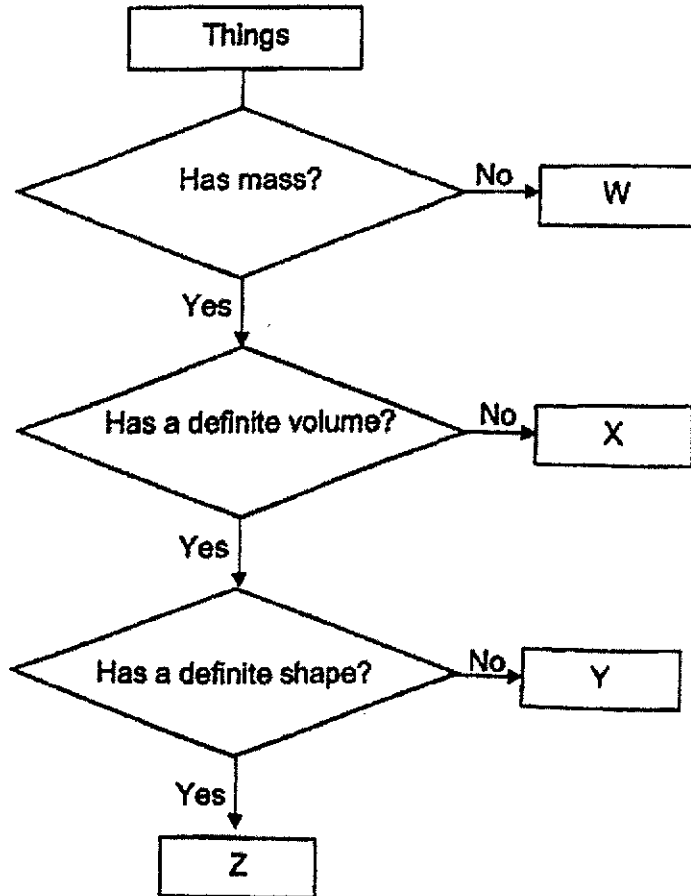 Things
Has mass?
No
W
Yes
Has a definite volume?
No
X
Yes
Has a definite shape?
No
Y
Yes
Z